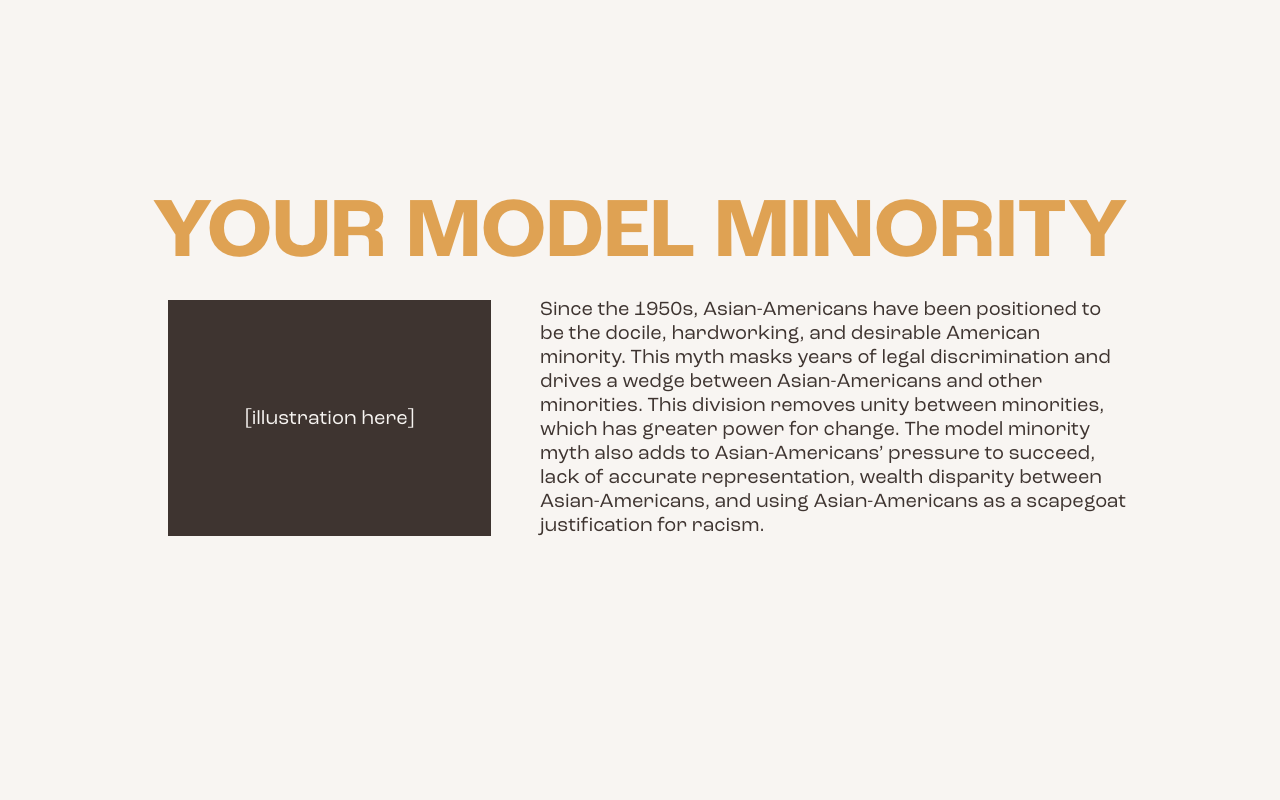 YOUR MODEL MINORITY
[illustration here]
Since the 1950s, Asian-Americans have been positioned to
be the docile, hardworking, and desirable American
minority. This myth masks years of legal discrimination and
drives a wedge between Asian-Americans and other
minorities. This division removes unity between minorities,
which has greater power for change. The model minority
myth also adds to Asian-Americans’ pressure to succeed,
lack of accurate representation, wealth disparity between
Asian-Americans, and using Asian-Americans as a scapegoat
justification for racism.